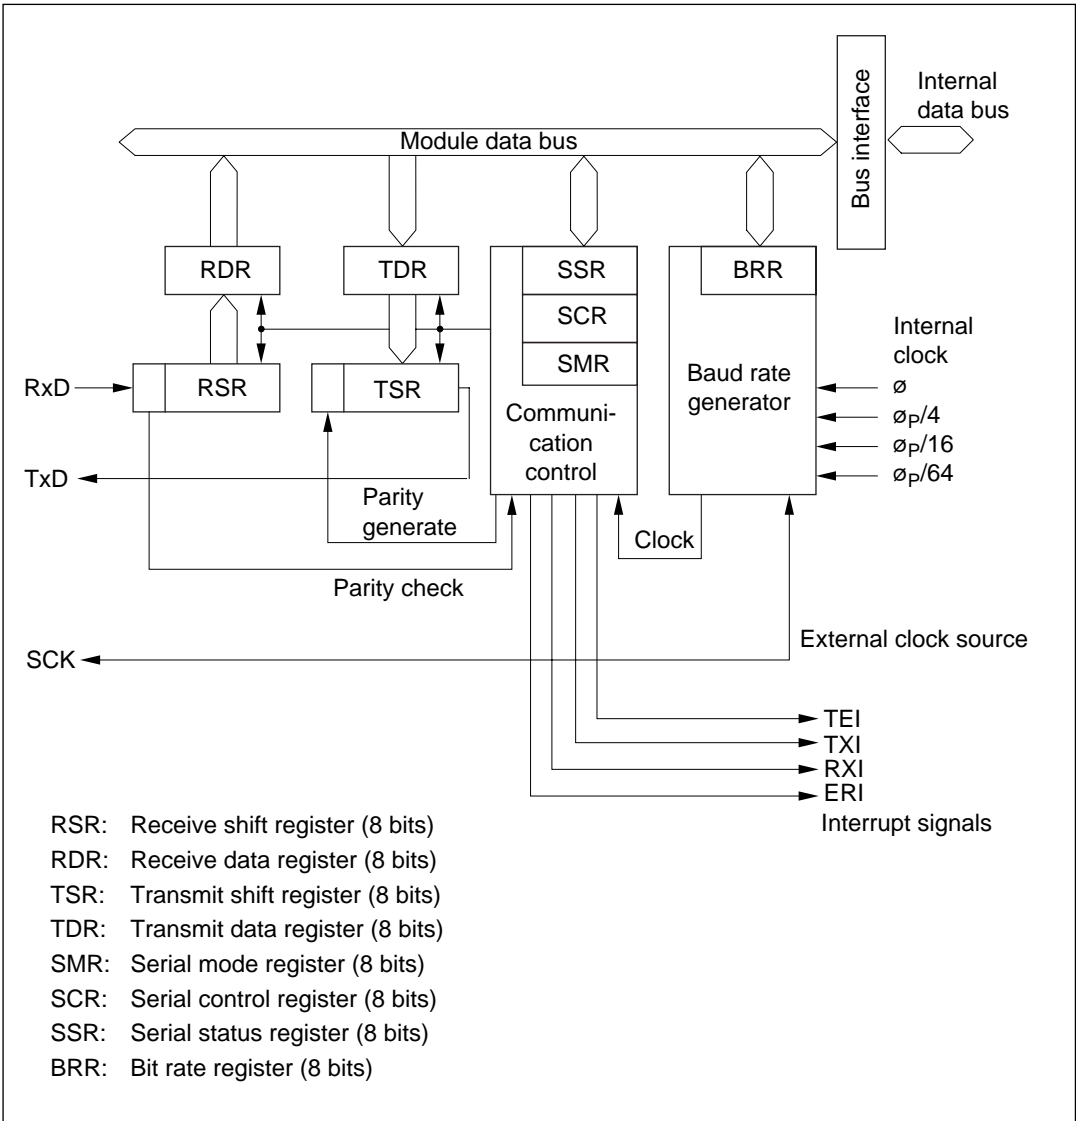 Internal
data bus
Bus interface
Module data bus
RDR
TDR
SSR
BRR
SCR
Internal
clock
SMR
RxD
RSR
TSR
Baud rate
generator
ø
Communi-
cation
control
øP/4
øP/16
øP/64
TxD
Parity
generate
Clock
Parity check
External clock source
SCK
TEI
TXI
RXI
ERI
Interrupt signals
RSR: Receive shift register (8 bits)
RDR: Receive data register (8 bits)
TSR: Transmit shift register (8 bits)
TDR: Transmit data register (8 bits)
SMR: Serial mode register (8 bits)
SCR: Serial control register (8 bits)
SSR: Serial status register (8 bits)
BRR: Bit rate register (8 bits)